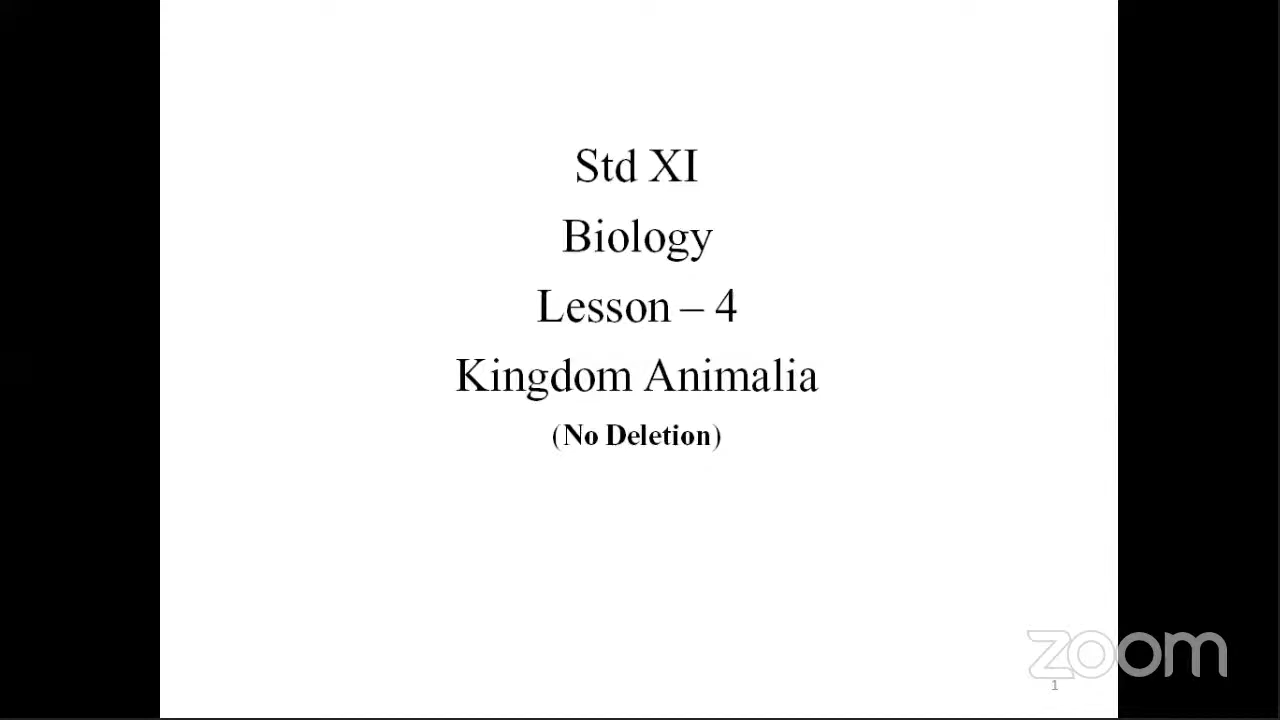 Std XI
Biology
Lesson – 4
Kingdom Animalia
(No Deletion)
zoom
1